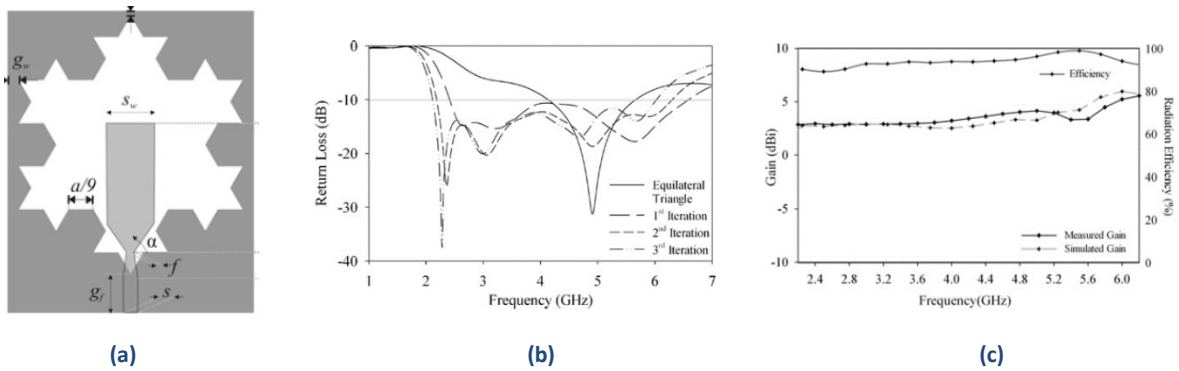 g_w
s_w
a/9
α
f
g_f
s
(a)
0
-10
-20
-30
-40
Return Loss (dB)
Equilateral
Triangle
1st Iteration
2nd Iteration
3rd Iteration
1 2 3 4 5 6 7
Frequency (GHz)
(b)
10
5
0
-5
-10
Gain (dBi)
Efficiency
Measured Gain
Simulated Gain
100
80
60
40
20
0
Radiation Efficiency (%)
2.4 2.8 3.2 3.6 4.0 4.4 4.8 5.2 5.6 6.0
Frequency(GHz)
(c)